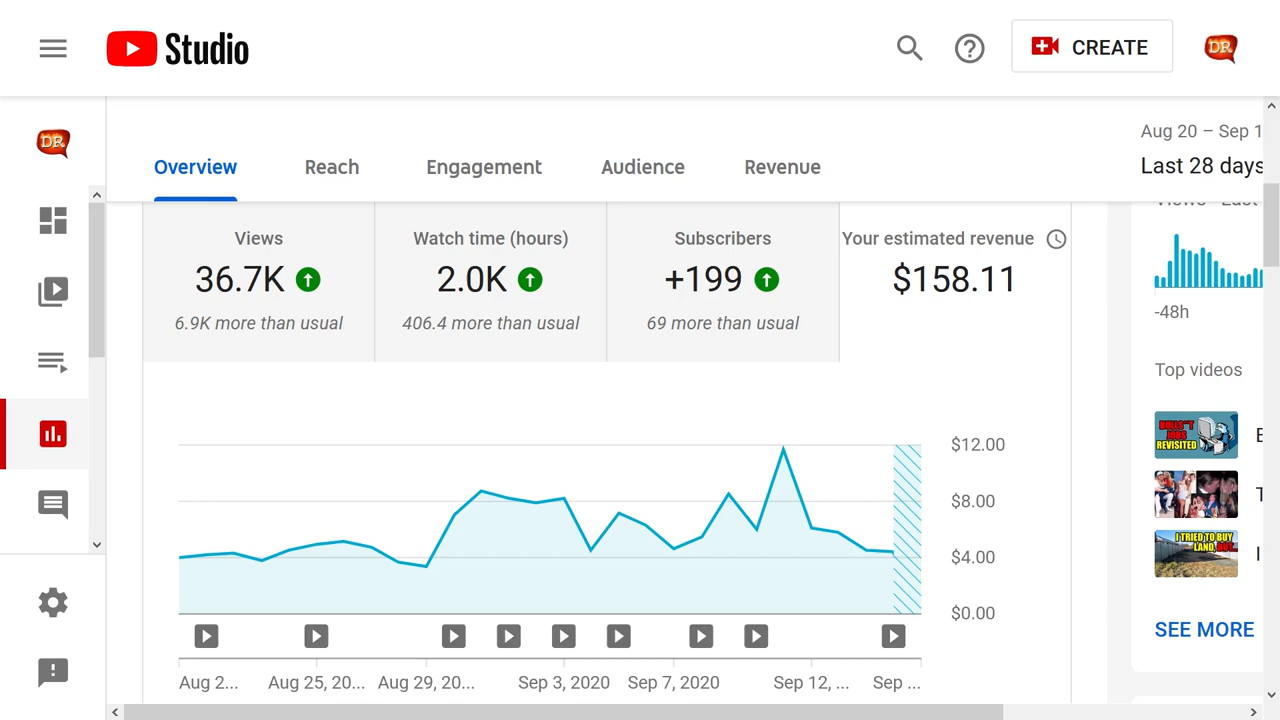 Studio
CREATE
DR
DR
Aug 20 – Sep 1
Last 28 days
Overview
Reach
Engagement
Audience
Revenue
Views
36.7K
6.9K more than usual
Watch time (hours)
2.0K
406.4 more than usual
Subscribers
+199
69 more than usual
Your estimated revenue
$158.11
$12.00
$8.00
$4.00
$0.00
Aug 2...
Aug 25, 20...
Aug 29, 20...
Sep 3, 2020
Sep 7, 2020
Sep 12, ...
Sep ...
-48h
Top videos
JOBS
REVISITED
I TRIED TO BUY
LAND, BUT...
SEE MORE